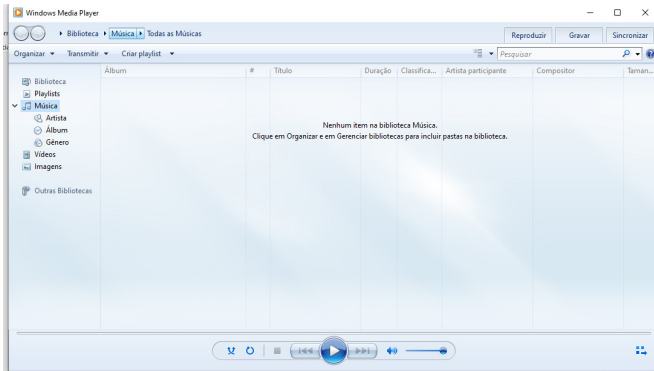 Windows Media Player
Biblioteca Música Todas as Músicas
Reproduzir Gravar Sincronizar
Organizar Transmitir Criar playlist
Pesquisar
Álbum # Título Duração Classifica... Artista participante Compositor Taman...
Biblioteca
Playlists
Música
Artista
Álbum
Gênero
Vídeos
Imagens
Outras Bibliotecas
Nenhum item na biblioteca Música.
Clique em Organizar e em Gerenciar bibliotecas para incluir pastas na biblioteca.